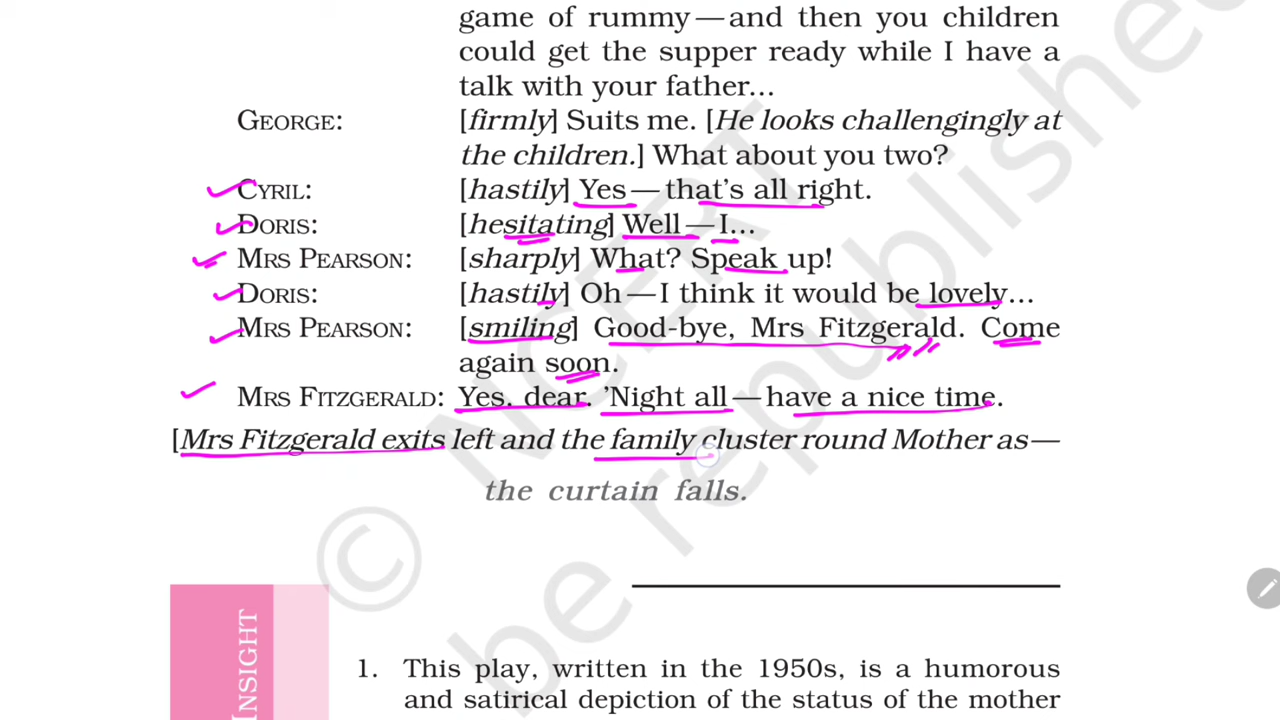 game of rummy—and then you children
could get the supper ready while I have a
talk with your father...
GEORGE: [firmly] Suits me. [He looks challengingly at
the children.] What about you two?
CYRIL: [hastily] Yes — that's all right.
DORIS: [hesitating] Well — I...
MRS PEARSON: [sharply] What? Speak up!
DORIS: [hastily] Oh — I think it would be lovely...
MRS PEARSON: [smiling] Good-bye, Mrs Fitzgerald. Come
again soon.
MRS FITZGERALD: Yes, dear. 'Night all — have a nice time.
[Mrs Fitzgerald exits left and the family cluster round Mother as—
the curtain falls.
INSIGHT
1. This play, written in the 1950s, is a humorous
and satirical depiction of the status of the mother
© NCERT
be republished